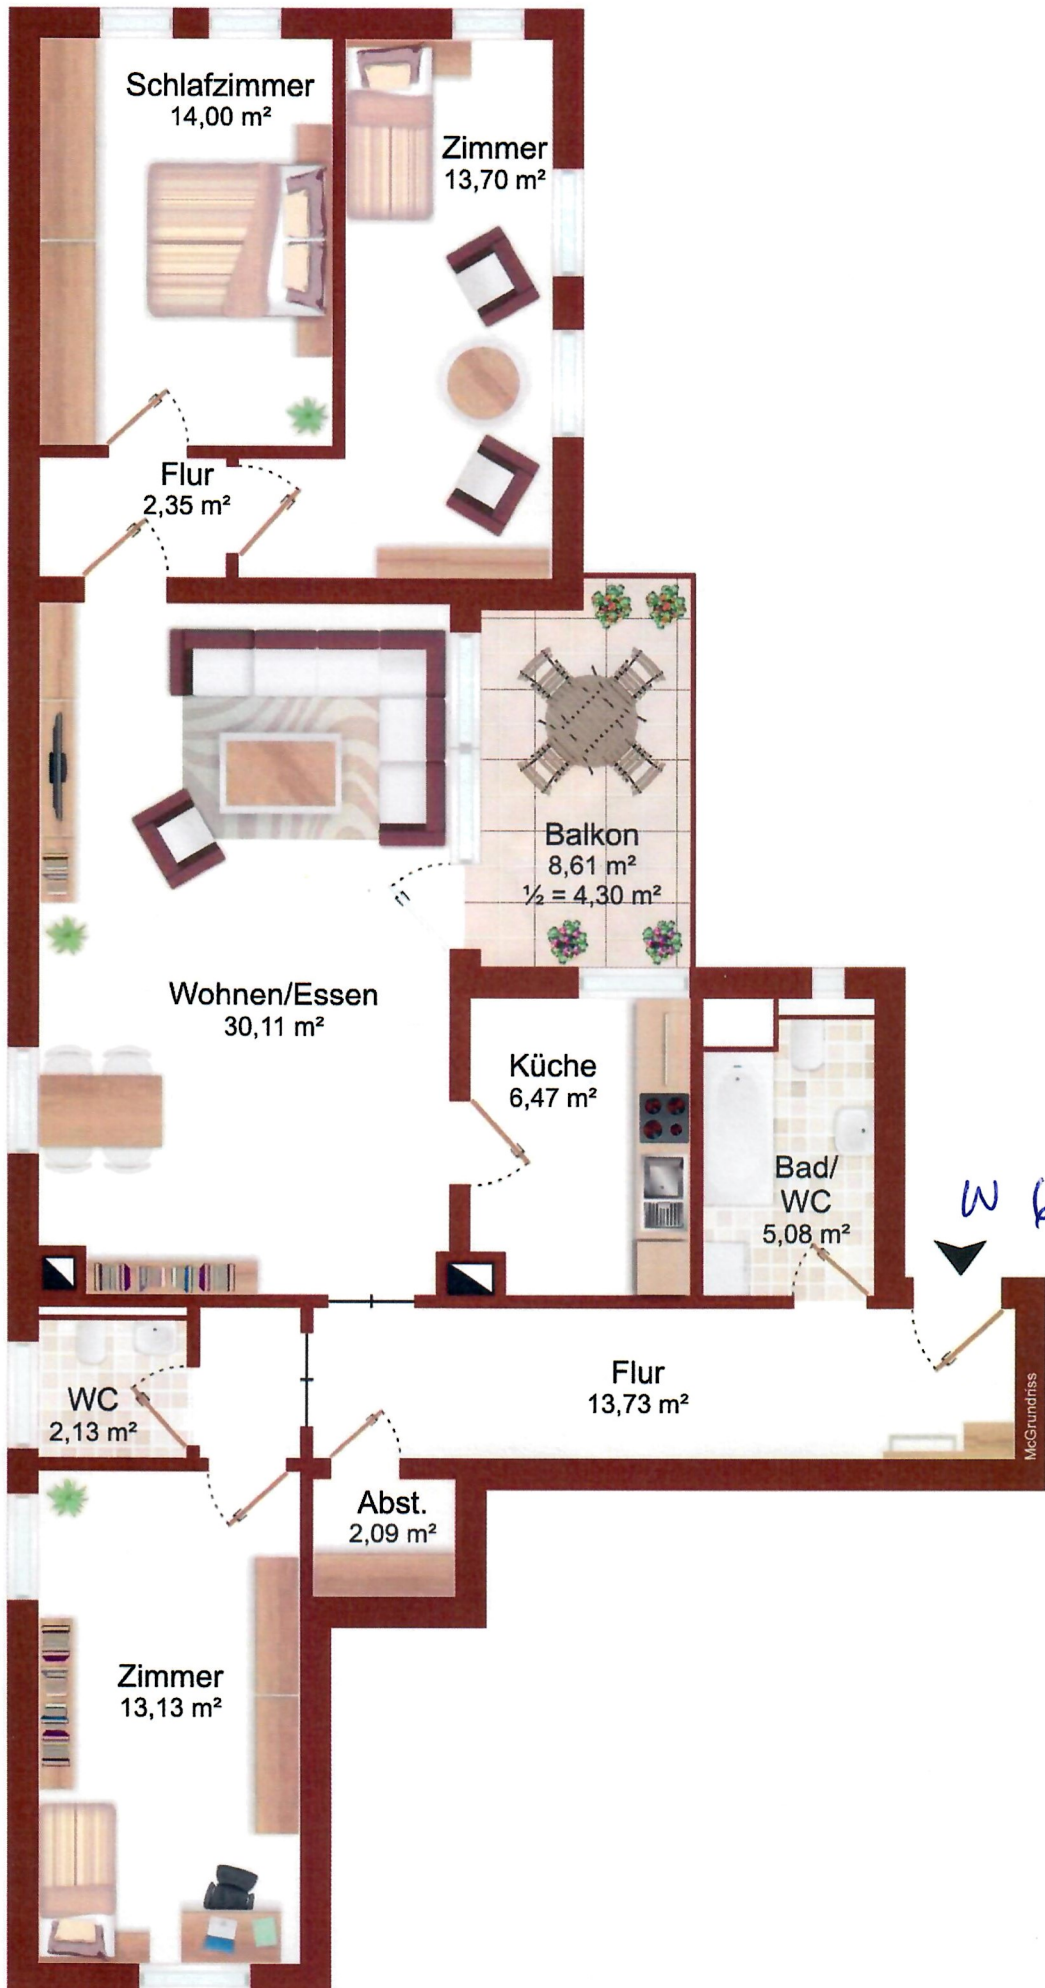 Schlafzimmer
14,00 m²
Zimmer
13,70 m²
Flur
2,35 m²
Balkon
8,61 m²
½ = 4,30 m²
Wohnen/Essen
30,11 m²
Küche
6,47 m²
Bad/
WC
5,08 m²
W
Flur
13,73 m²
McGrundriss
WC
2,13 m²
Abst.
2,09 m²
Zimmer
13,13 m²